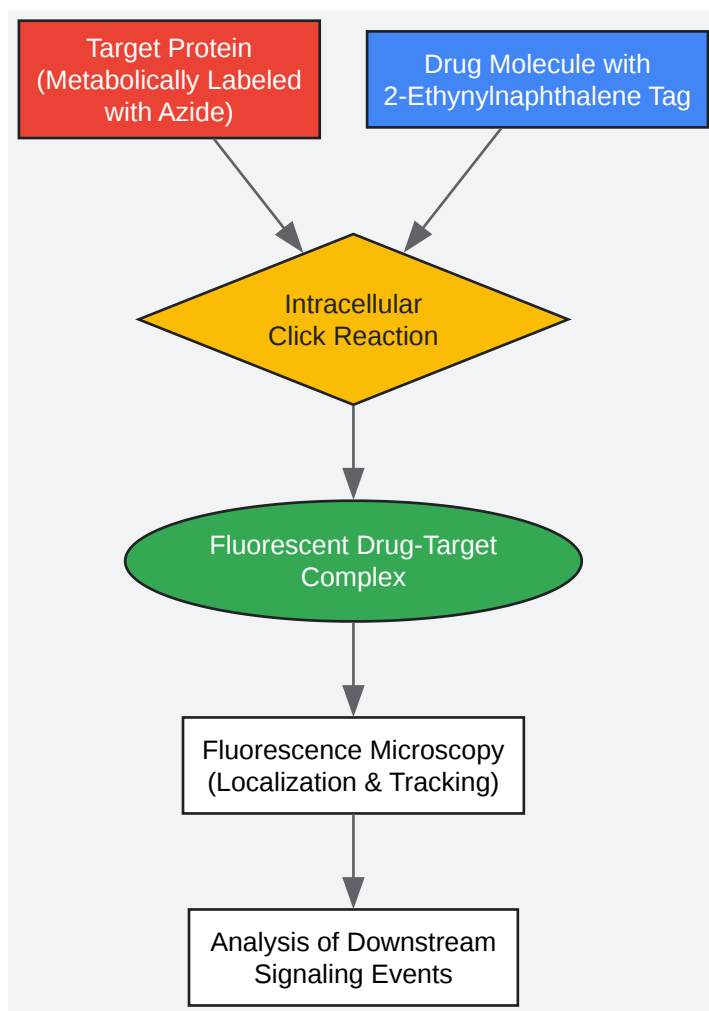 Target Protein
(Metabolically Labeled
with Azide)
Drug Molecule with
2-Ethynylnaphthalene Tag
Intracellular
Click Reaction
Fluorescent Drug-Target
Complex
Fluorescence Microscopy
(Localization & Tracking)
Analysis of Downstream
Signaling Events